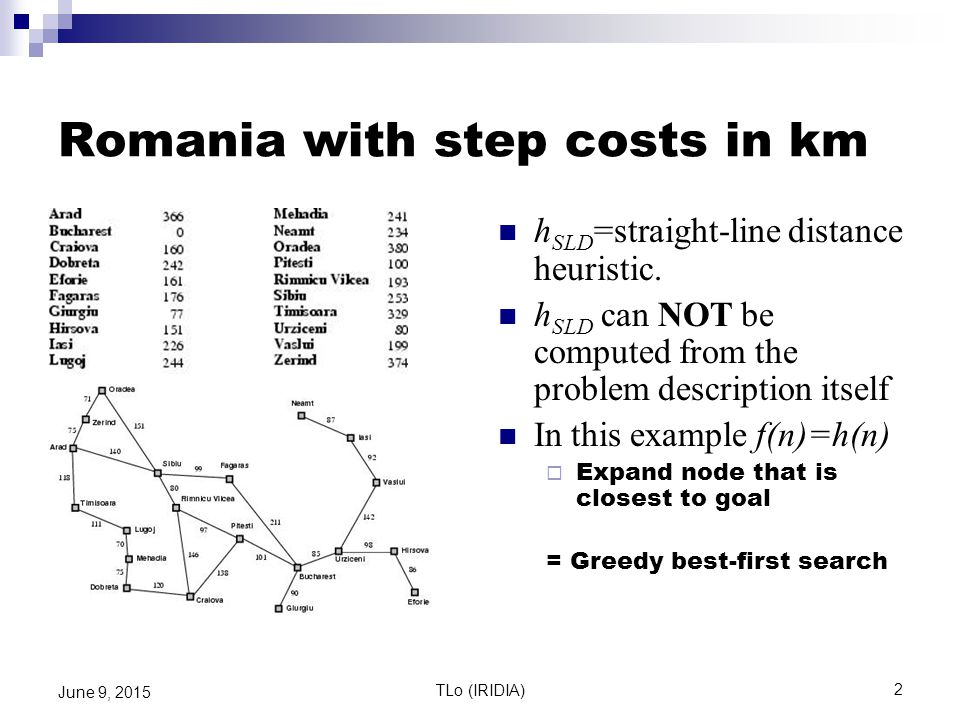 Romania with step costs in km
Arad 366
Bucharest 0
Craiova 160
Dobreta 242
Eforie 161
Fagaras 176
Giurgiu 77
Hirsova 151
Iasi 226
Lugoj 244
Mehadia 241
Neamt 234
Oradea 380
Pitesti 100
Rimnicu Vilcea 193
Sibiu 253
Timisoara 329
Urziceni 80
Vaslui 199
Zerind 374
Oradea
71
Zerind
151
Arad
140
118
Sibiu
99
Fagaras
80
Rimnicu Vilcea
Timisoara
111
Lugoj
70
Mehadia
75
Dobreta
120
Craiova
146
97
Pitesti
138
101
211
Bucharest
90
Giurgiu
85
Urziceni
98
Hirsova
86
Eforie
142
Vaslui
92
Iasi
87
Neamt
75
hSLD=straight-line distance
heuristic.
hSLD can NOT be
computed from the
problem description itself
In this example f(n)=h(n)
Expand node that is
closest to goal
= Greedy best-first search
June 9, 2015
TLo (IRIDIA)
2